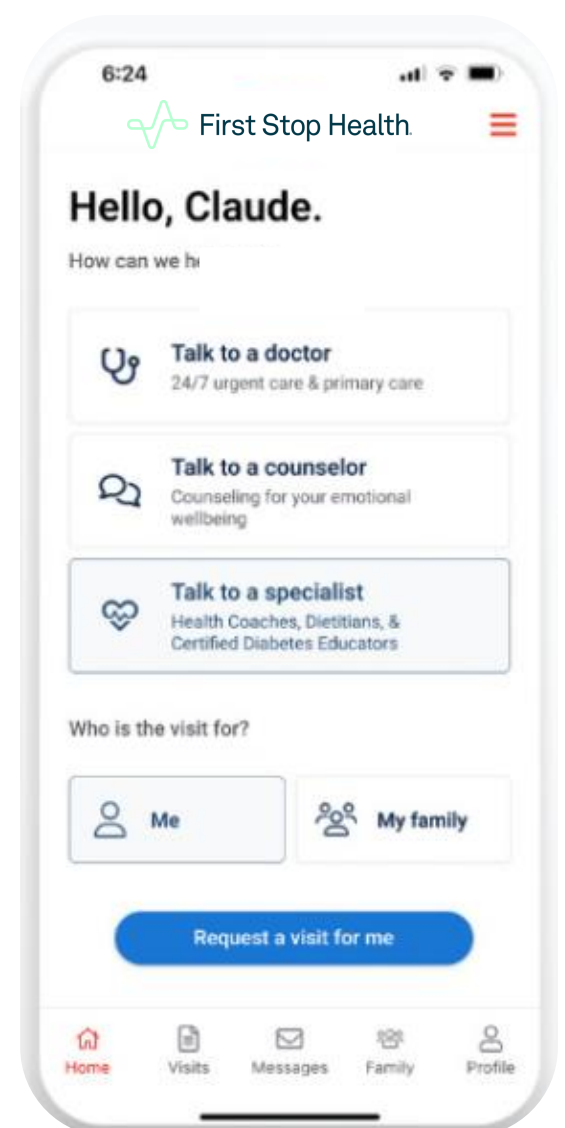 6:24
First Stop Health.
Hello, Claude.
How can we
Talk to a doctor
24/7 urgent care & primary care
Talk to a counselor
Counseling for your emotional
wellbeing
Talk to a specialist
Health Coaches, Dietitians, &
Certified Diabetes Educators
Who is the visit for?
Me
My family
Request a visit for me
Home
Visits
Messages
Family
Profile